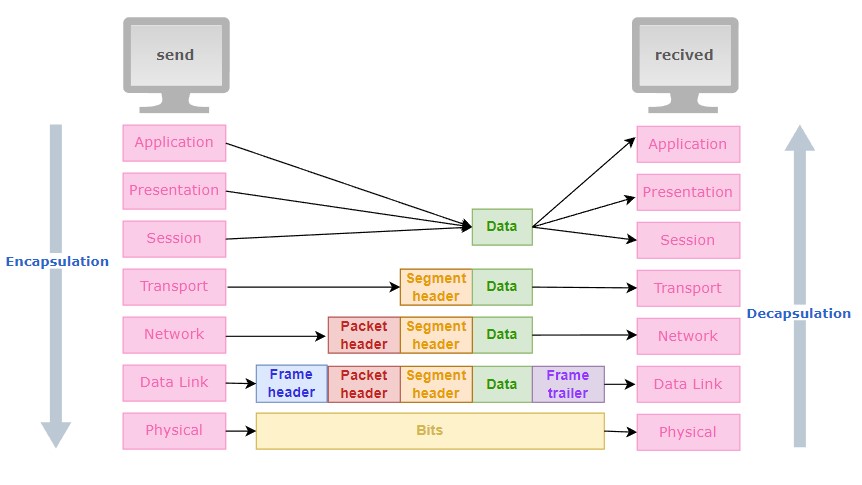 send
recived
Application
Application
Presentation
Presentation
Session
Data
Session
Encapsulation
Transport
Segment
header
Data
Transport
Decapsulation
Network
Packet
header
Segment
header
Data
Network
Data Link
Frame
header
Packet
header
Segment
header
Data
Frame
trailer
Data Link
Physical
Bits
Physical